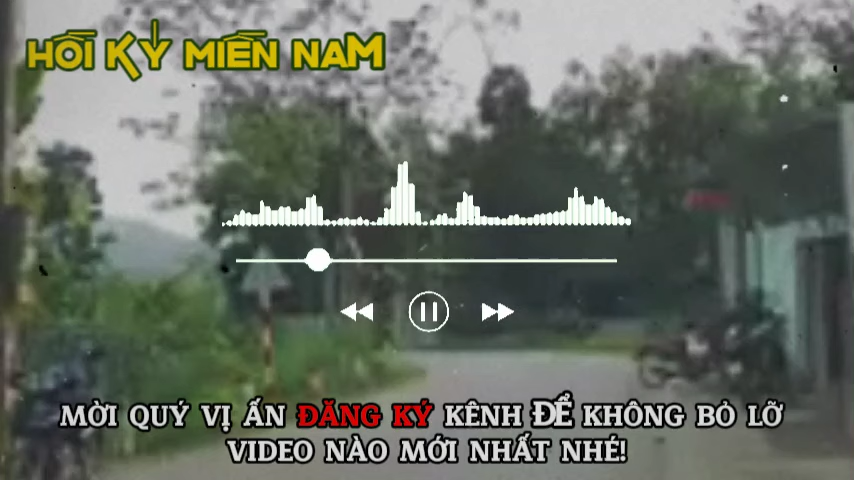 HỒI KÝ MIỀN NAM
MỜI QUÝ VỊ ẤN ĐĂNG KÝ KÊNH ĐỂ KHÔNG BỎ LỠ
VIDEO NÀO MỚI NHẤT NHÉ!